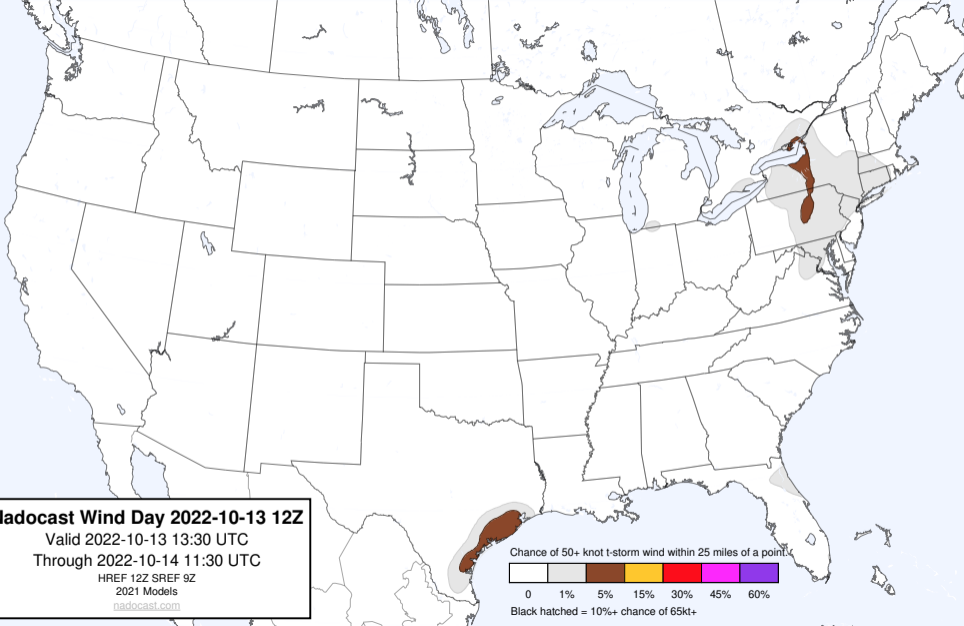 Nadocast Wind Day 2022-10-13 12Z
Valid 2022-10-13 13:30 UTC
Through 2022-10-14 11:30 UTC
HREF 12Z SREF 9Z
2021 Models
nadocast.com
Chance of 50+ knot t-storm wind within 25 miles of a point.
0 1% 5% 15% 30% 45% 60%
Black hatched = 10%+ chance of 65kt+